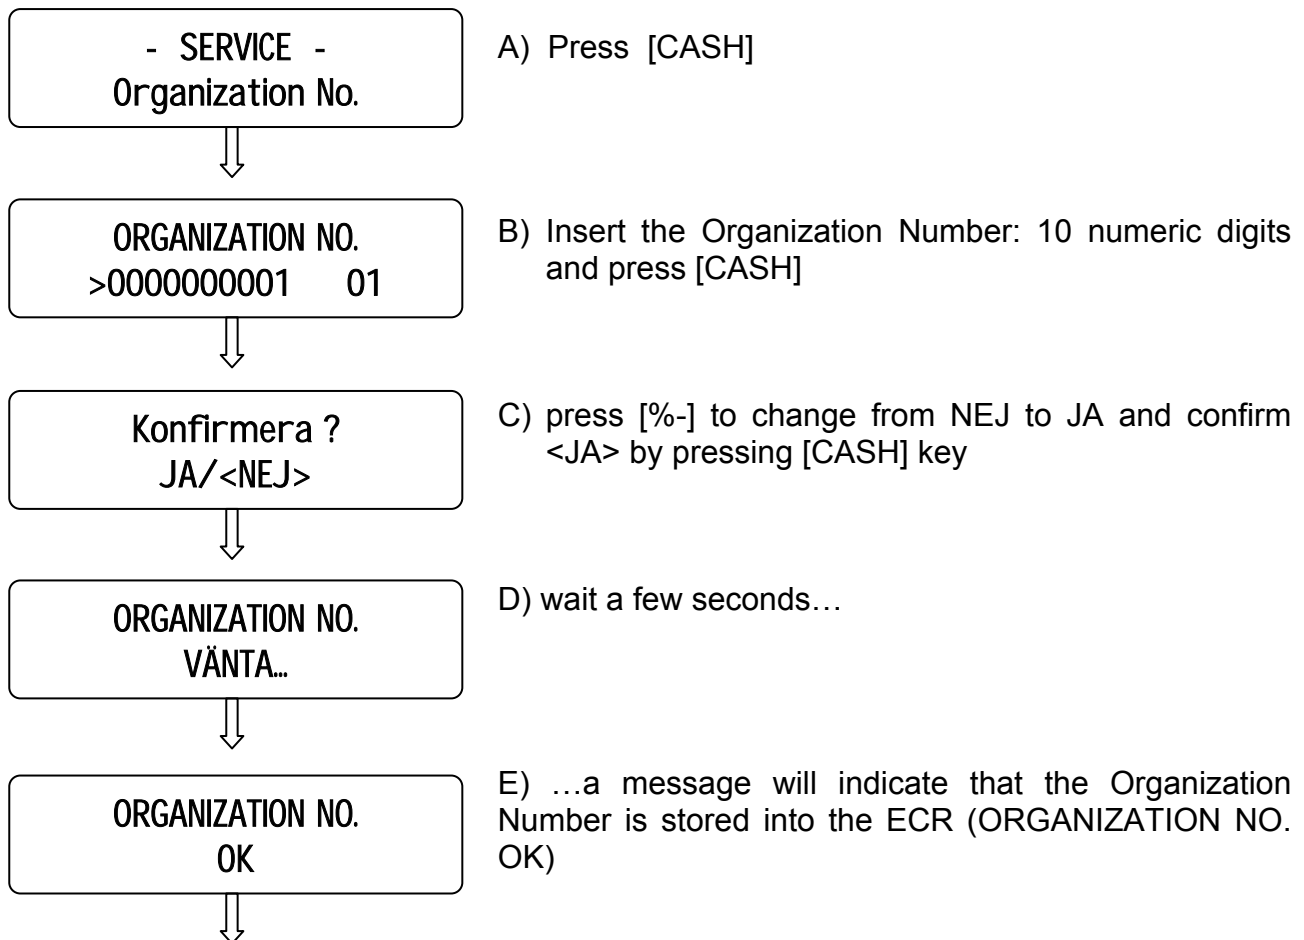 - SERVICE -
Organization No.
A) Press [CASH]
ORGANIZATION NO.
>0000000001 01
B) Insert the Organization Number: 10 numeric digits
and press [CASH]
Konfirmera ?
JA/<NEJ>
C) press [%-] to change from NEJ to JA and confirm
<JA> by pressing [CASH] key
ORGANIZATION NO.
VÄNTA...
D) wait a few seconds…
ORGANIZATION NO.
OK
E) …a message will indicate that the Organization
Number is stored into the ECR (ORGANIZATION NO.
OK)